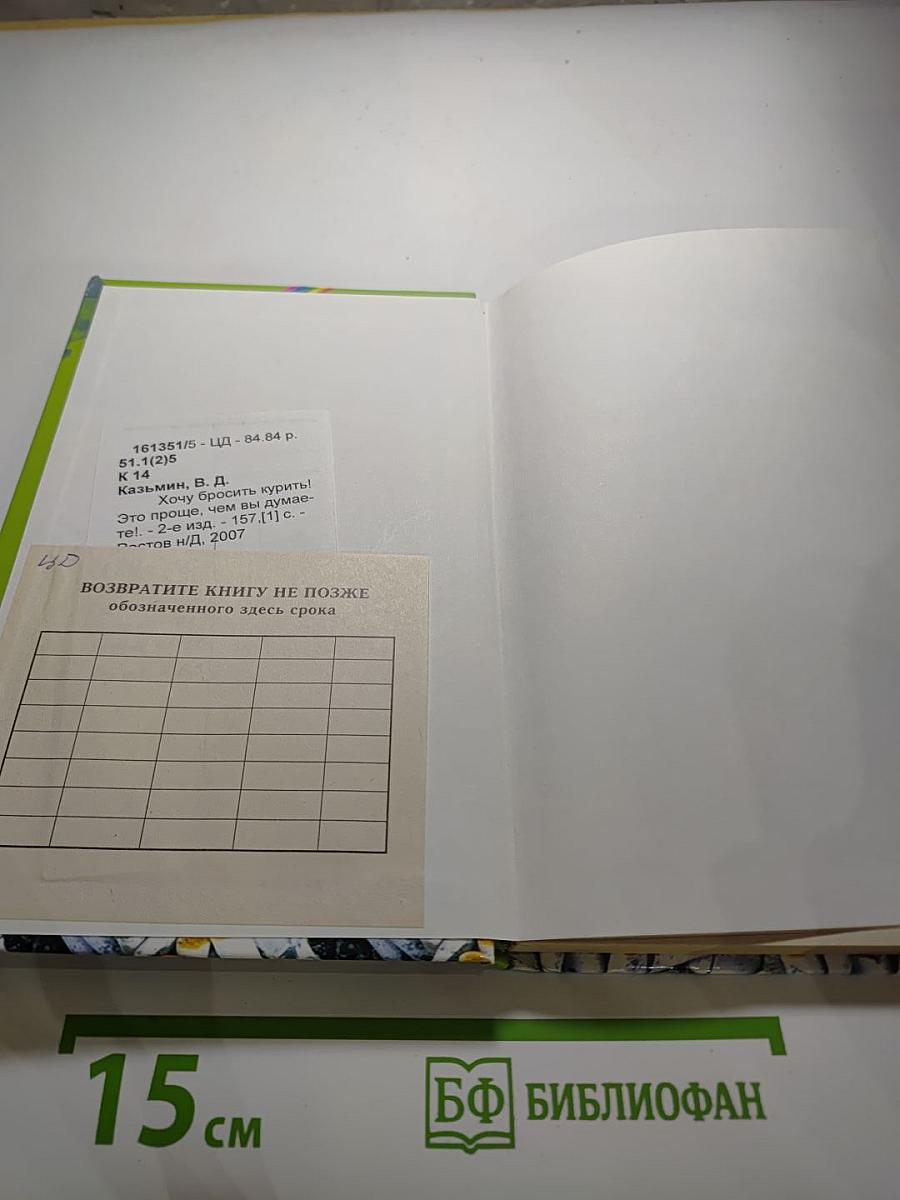 161351/5 - ЦД - 84.84 р.
51.1(2)5
К 14
Казьмин, В. Д.
Хочу бросить курить!
Это проще, чем вы думае-
те!. - 2-е изд. - 157,[1] с. -
Ростов н/Д, 2007
ЦД
ВОЗВРАТИТЕ КНИГУ НЕ ПОЗЖЕ
обозначенного здесь срока
15 см
БФ БИБЛИОФАН